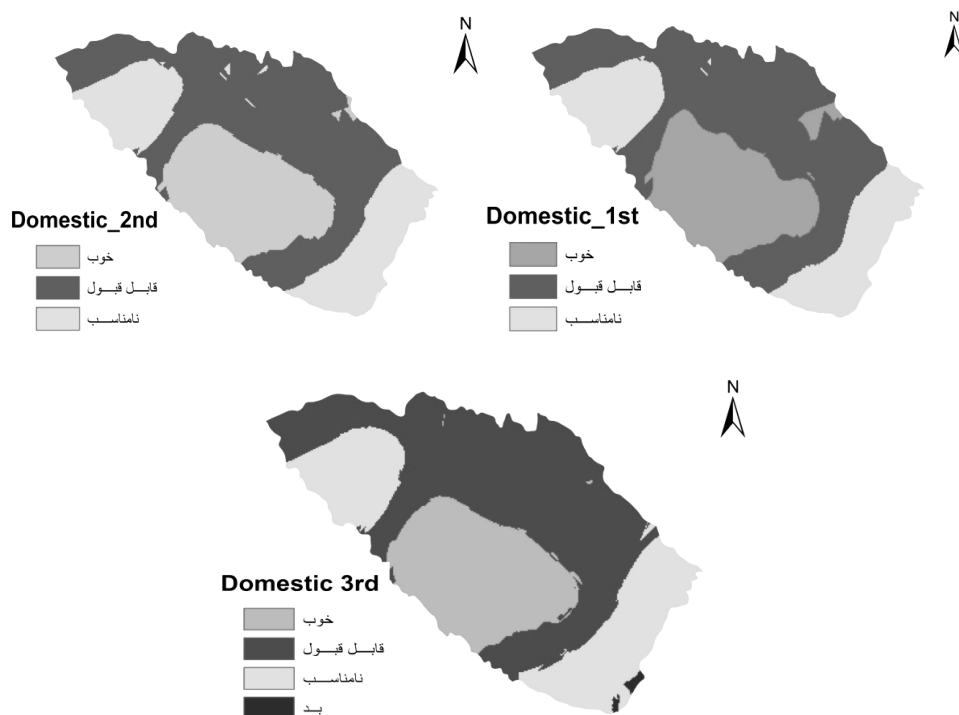 N
Domestic_2nd
خوب
قابل قبول
نامناسب
N
Domestic_1st
خوب
قابل قبول
نامناسب
N
Domestic 3rd
خوب
قابل قبول
نامناسب
بد